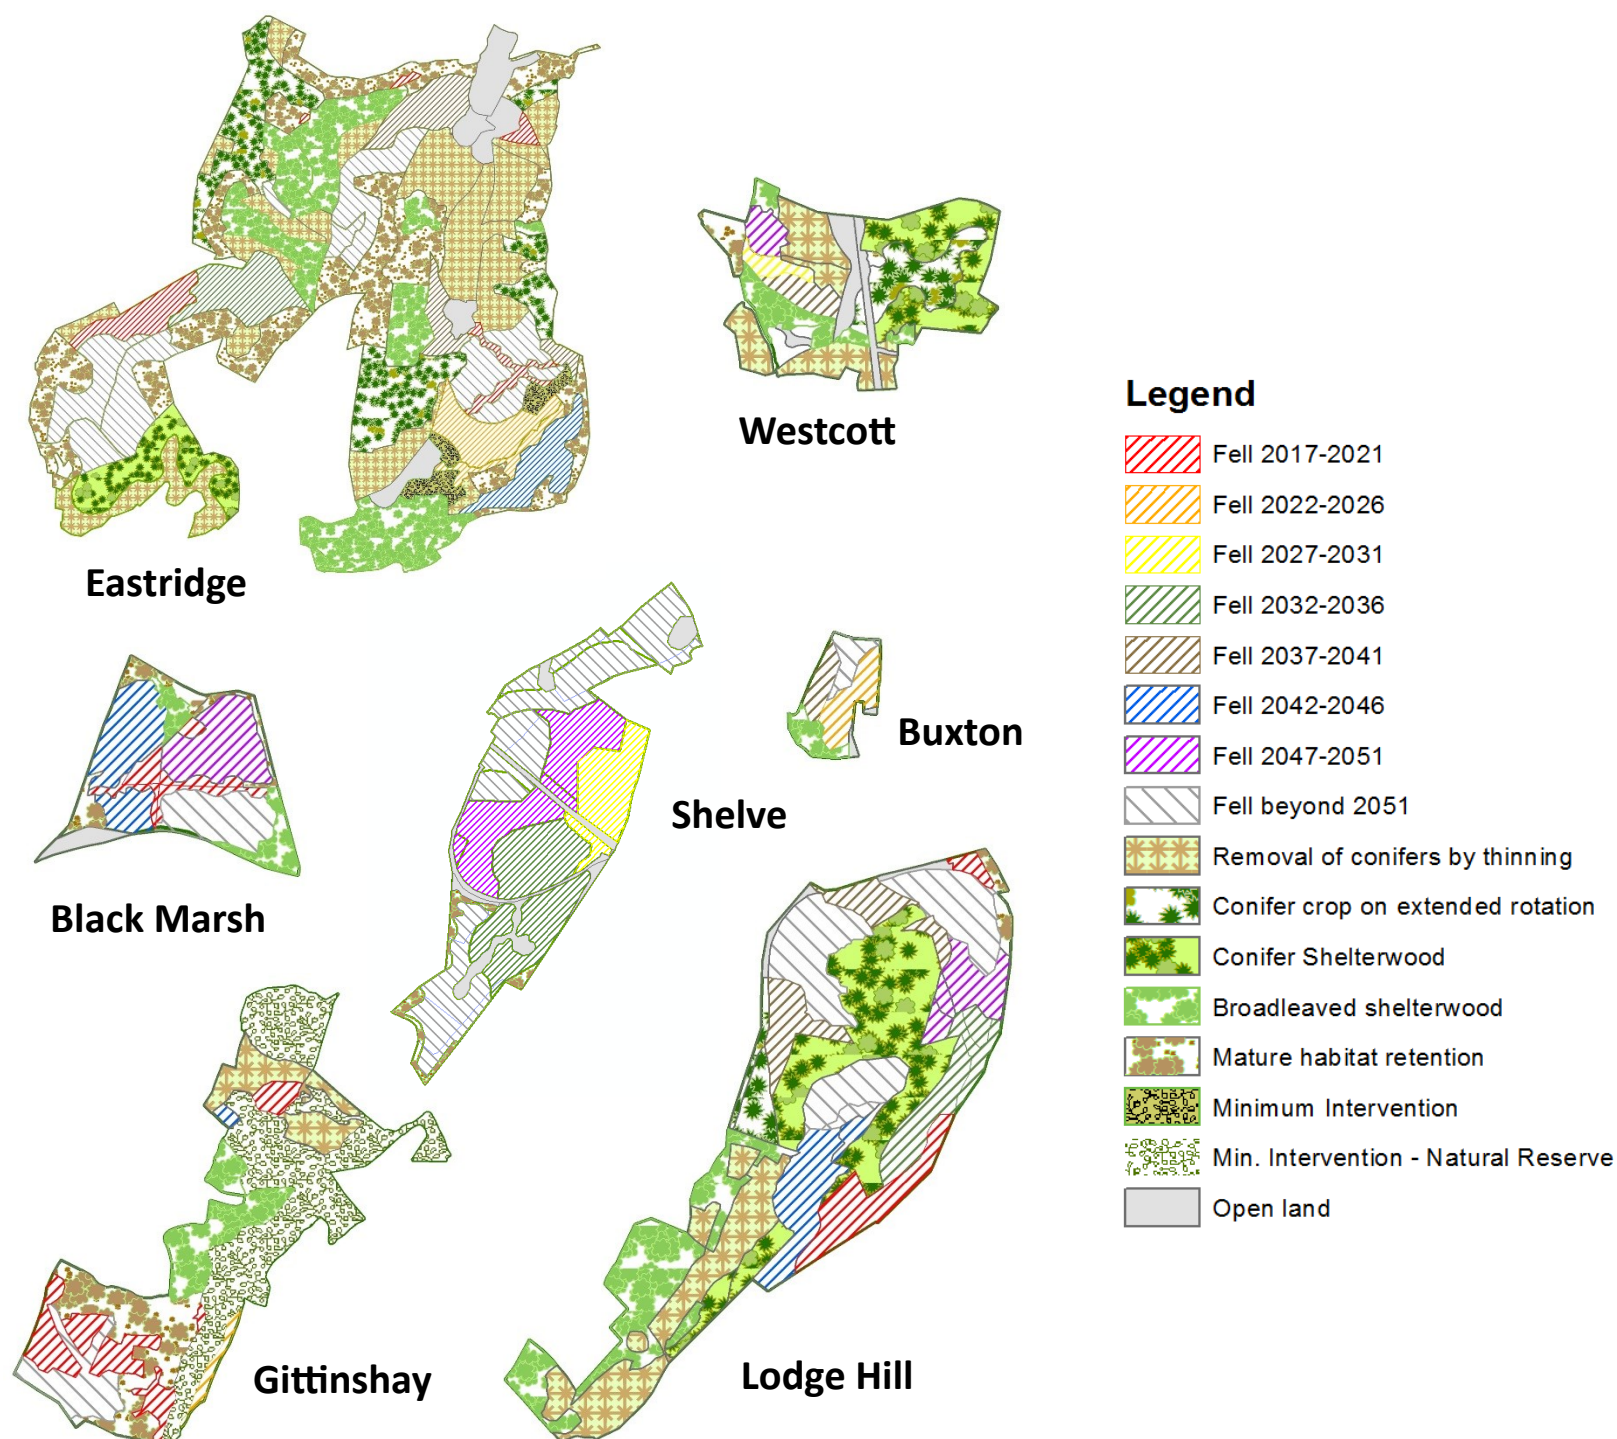 Westcott
Eastridge
Buxton
Shelve
Black Marsh
Gittinshay
Lodge Hill
Legend
Fell 2017-2021
Fell 2022-2026
Fell 2027-2031
Fell 2032-2036
Fell 2037-2041
Fell 2042-2046
Fell 2047-2051
Fell beyond 2051
Removal of conifers by thinning
Conifer crop on extended rotation
Conifer Shelterwood
Broadleaved shelterwood
Mature habitat retention
Minimum Intervention
Min. Intervention - Natural Reserve
Open land